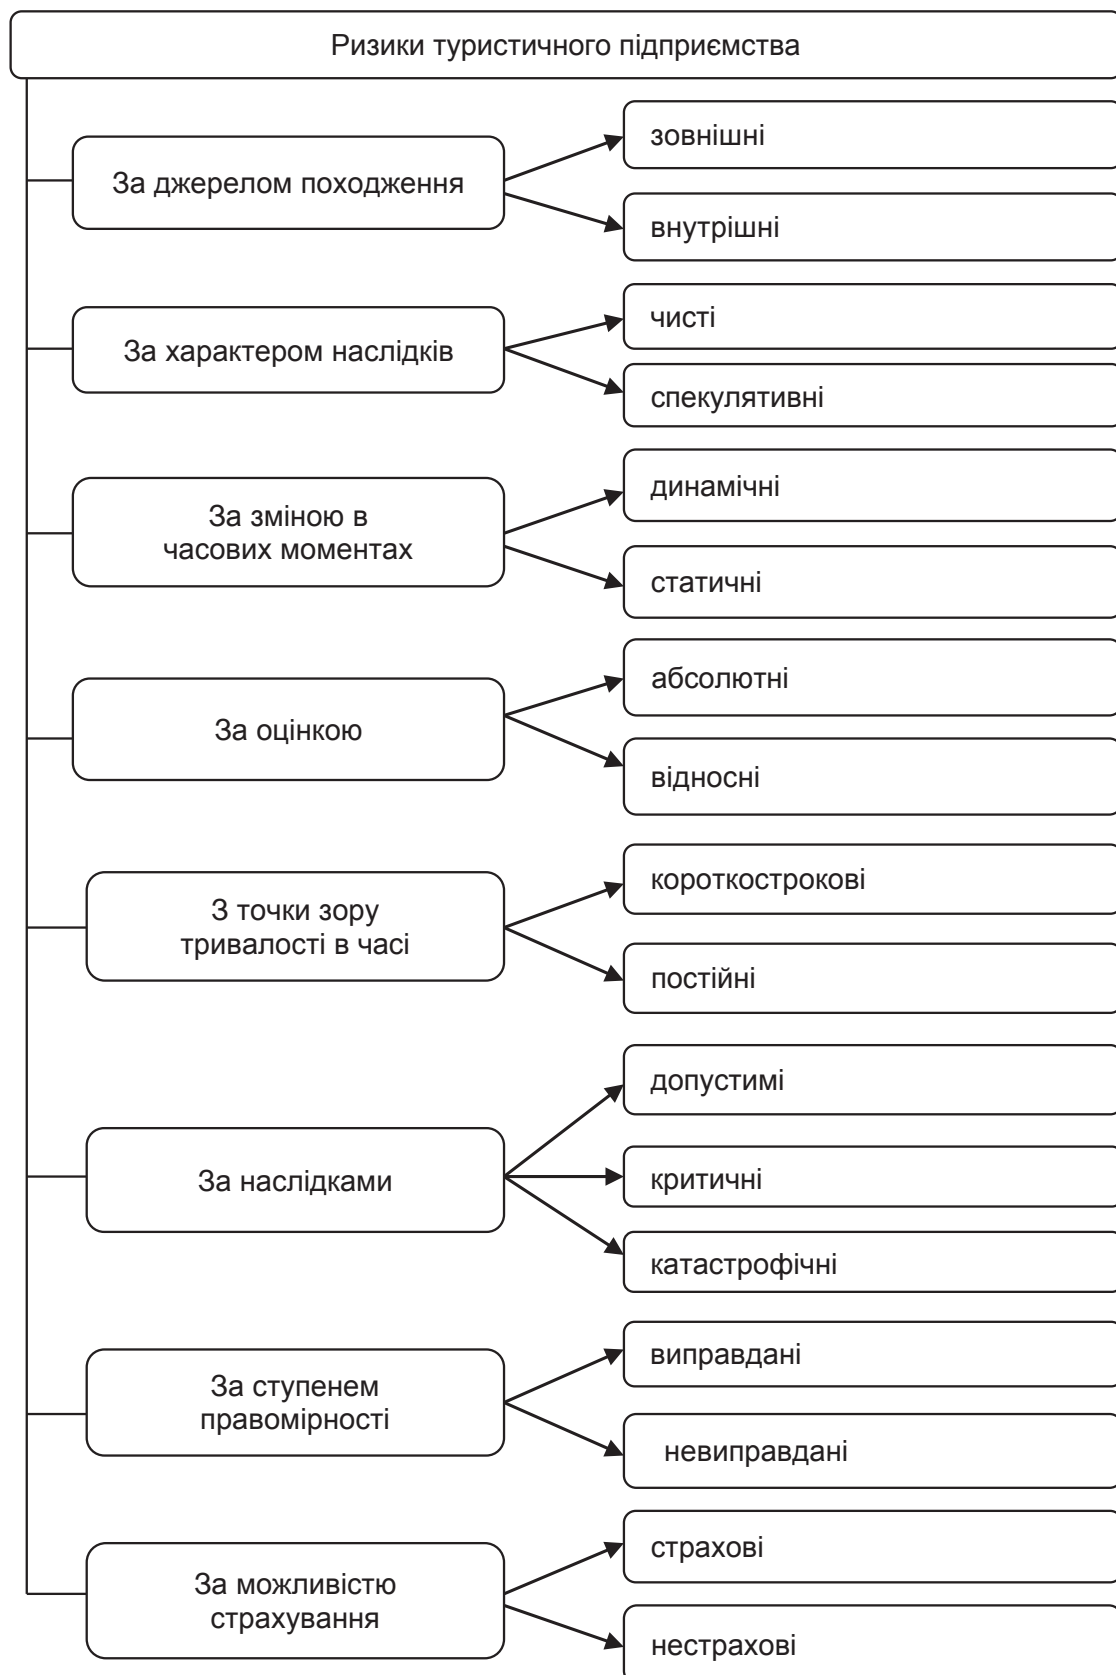 Ризики туристичного підприємства
За джерелом походження
зовнішні
внутрішні
За характером наслідків
чисті
спекулятивні
За зміною в
часових моментах
динамічні
статичні
За оцінкою
абсолютні
відносні
З точки зору
тривалості в часі
короткострокові
постійні
За наслідками
допустимі
критичні
катастрофічні
За ступенем
правомірності
виправдані
невиправдані
За можливістю
страхування
страхові
нестрахові